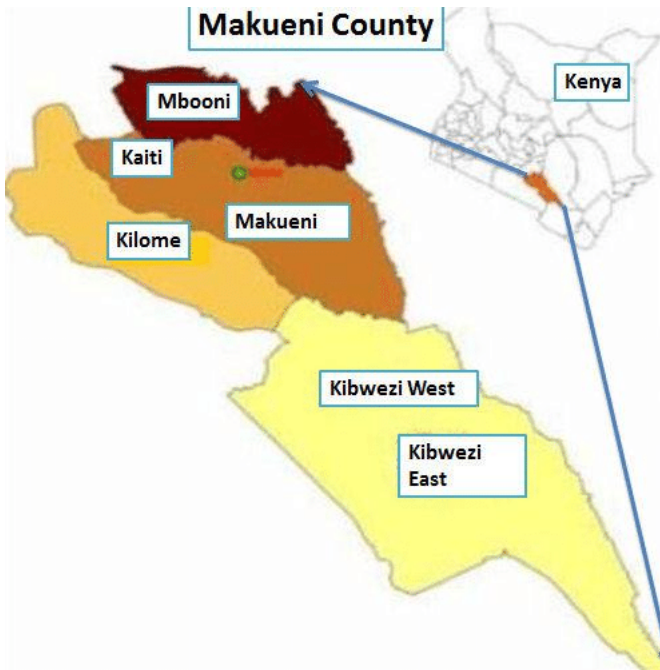 Makueni County
Kenya
Mbooni
Kaiti
Makueni
Kilome
Kibwezi West
Kibwezi
East